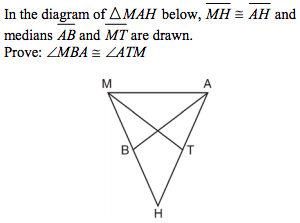 In the diagram of △MAH below, MH ≅ AH and
medians AB and MT are drawn.
Prove: ∠MBA ≅ ∠ATM
M A
B T
H